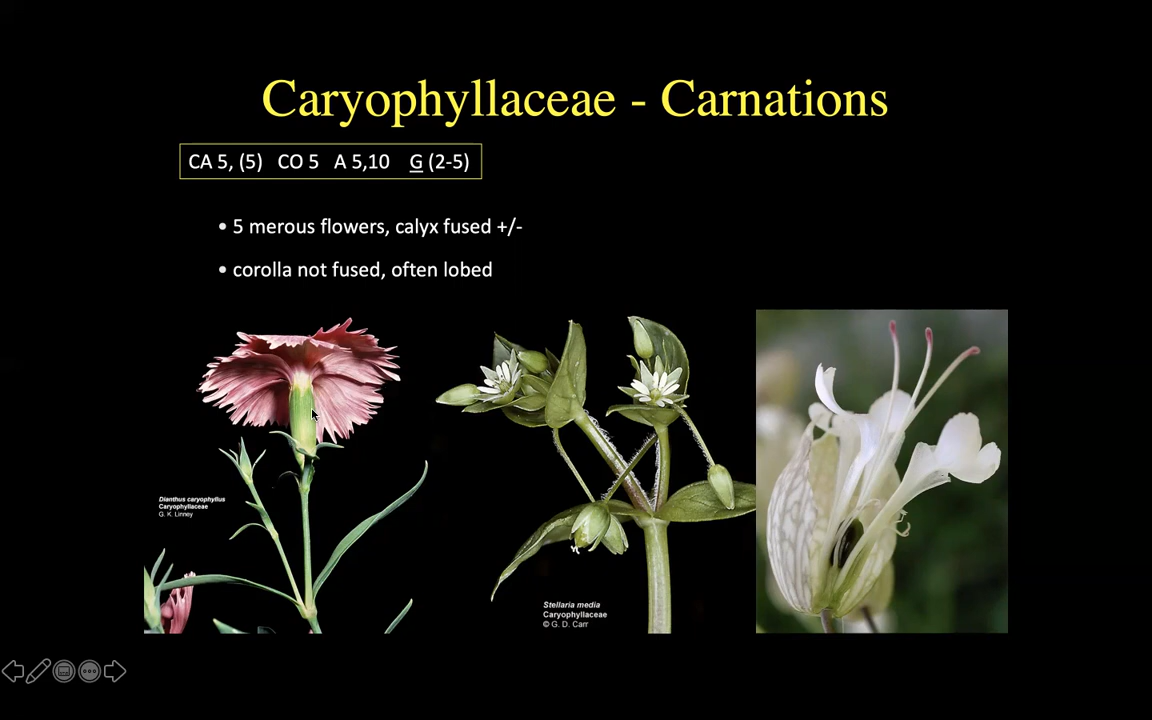 Caryophyllaceae - Carnations
CA 5, (5) CO 5 A 5,10 G (2-5)
• 5 merous flowers, calyx fused +/-
• corolla not fused, often lobed
Dianthus caryophyllus
Caryophyllaceae
G. K. Linney
Stellaria media
Caryophyllaceae
© G. D. Carr